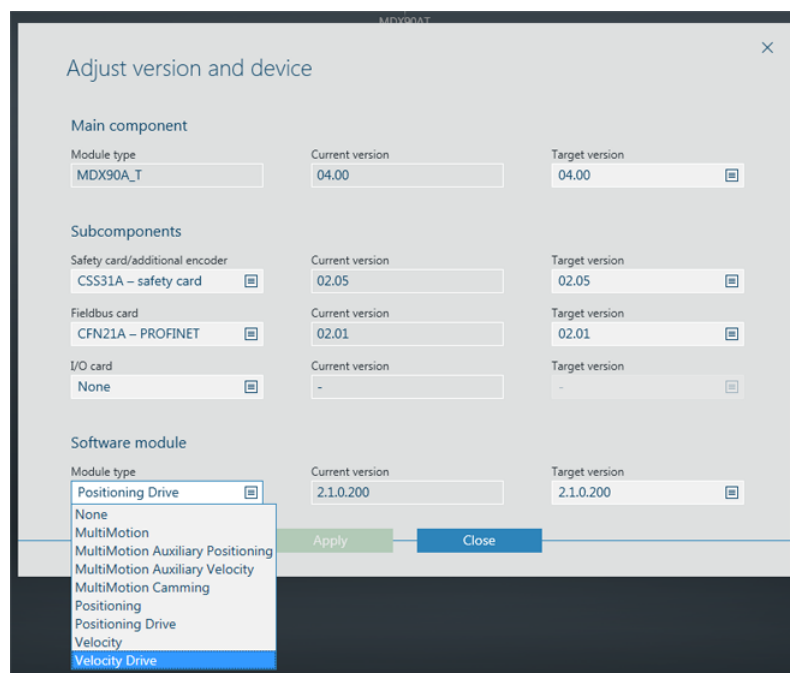 MDX90AT
Adjust version and device
Main component
Module type Current version Target version
MDX90A_T 04.00 04.00
Subcomponents
Safety card/additional encoder Current version Target version
CSS31A – safety card 02.05 02.05
Fieldbus card Current version Target version
CFN21A – PROFINET 02.01 02.01
I/O card Current version Target version
None - -
Software module
Module type Current version Target version
Positioning Drive 2.1.0.200 2.1.0.200
None
MultiMotion
MultiMotion Auxiliary Positioning
MultiMotion Auxiliary Velocity
MultiMotion Camming
Positioning
Positioning Drive
Velocity
Velocity Drive
Apply Close